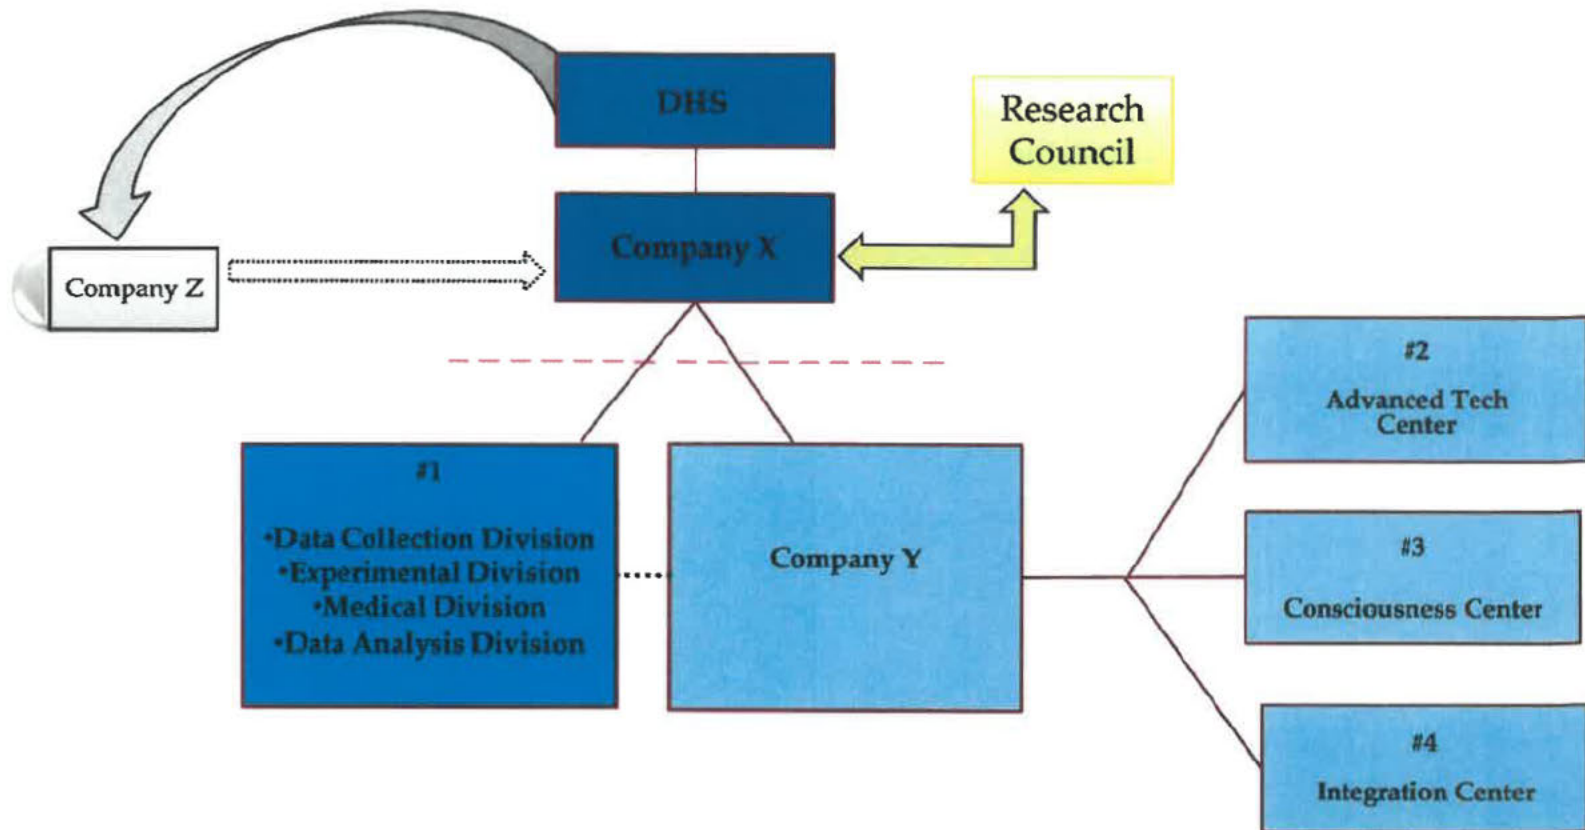 DHS
Research
Council
Company X
Company Z
#1
•Data Collection Division
•Experimental Division
•Medical Division
•Data Analysis Division
Company Y
#2
Advanced Tech
Center
#3
Consciousness Center
#4
Integration Center